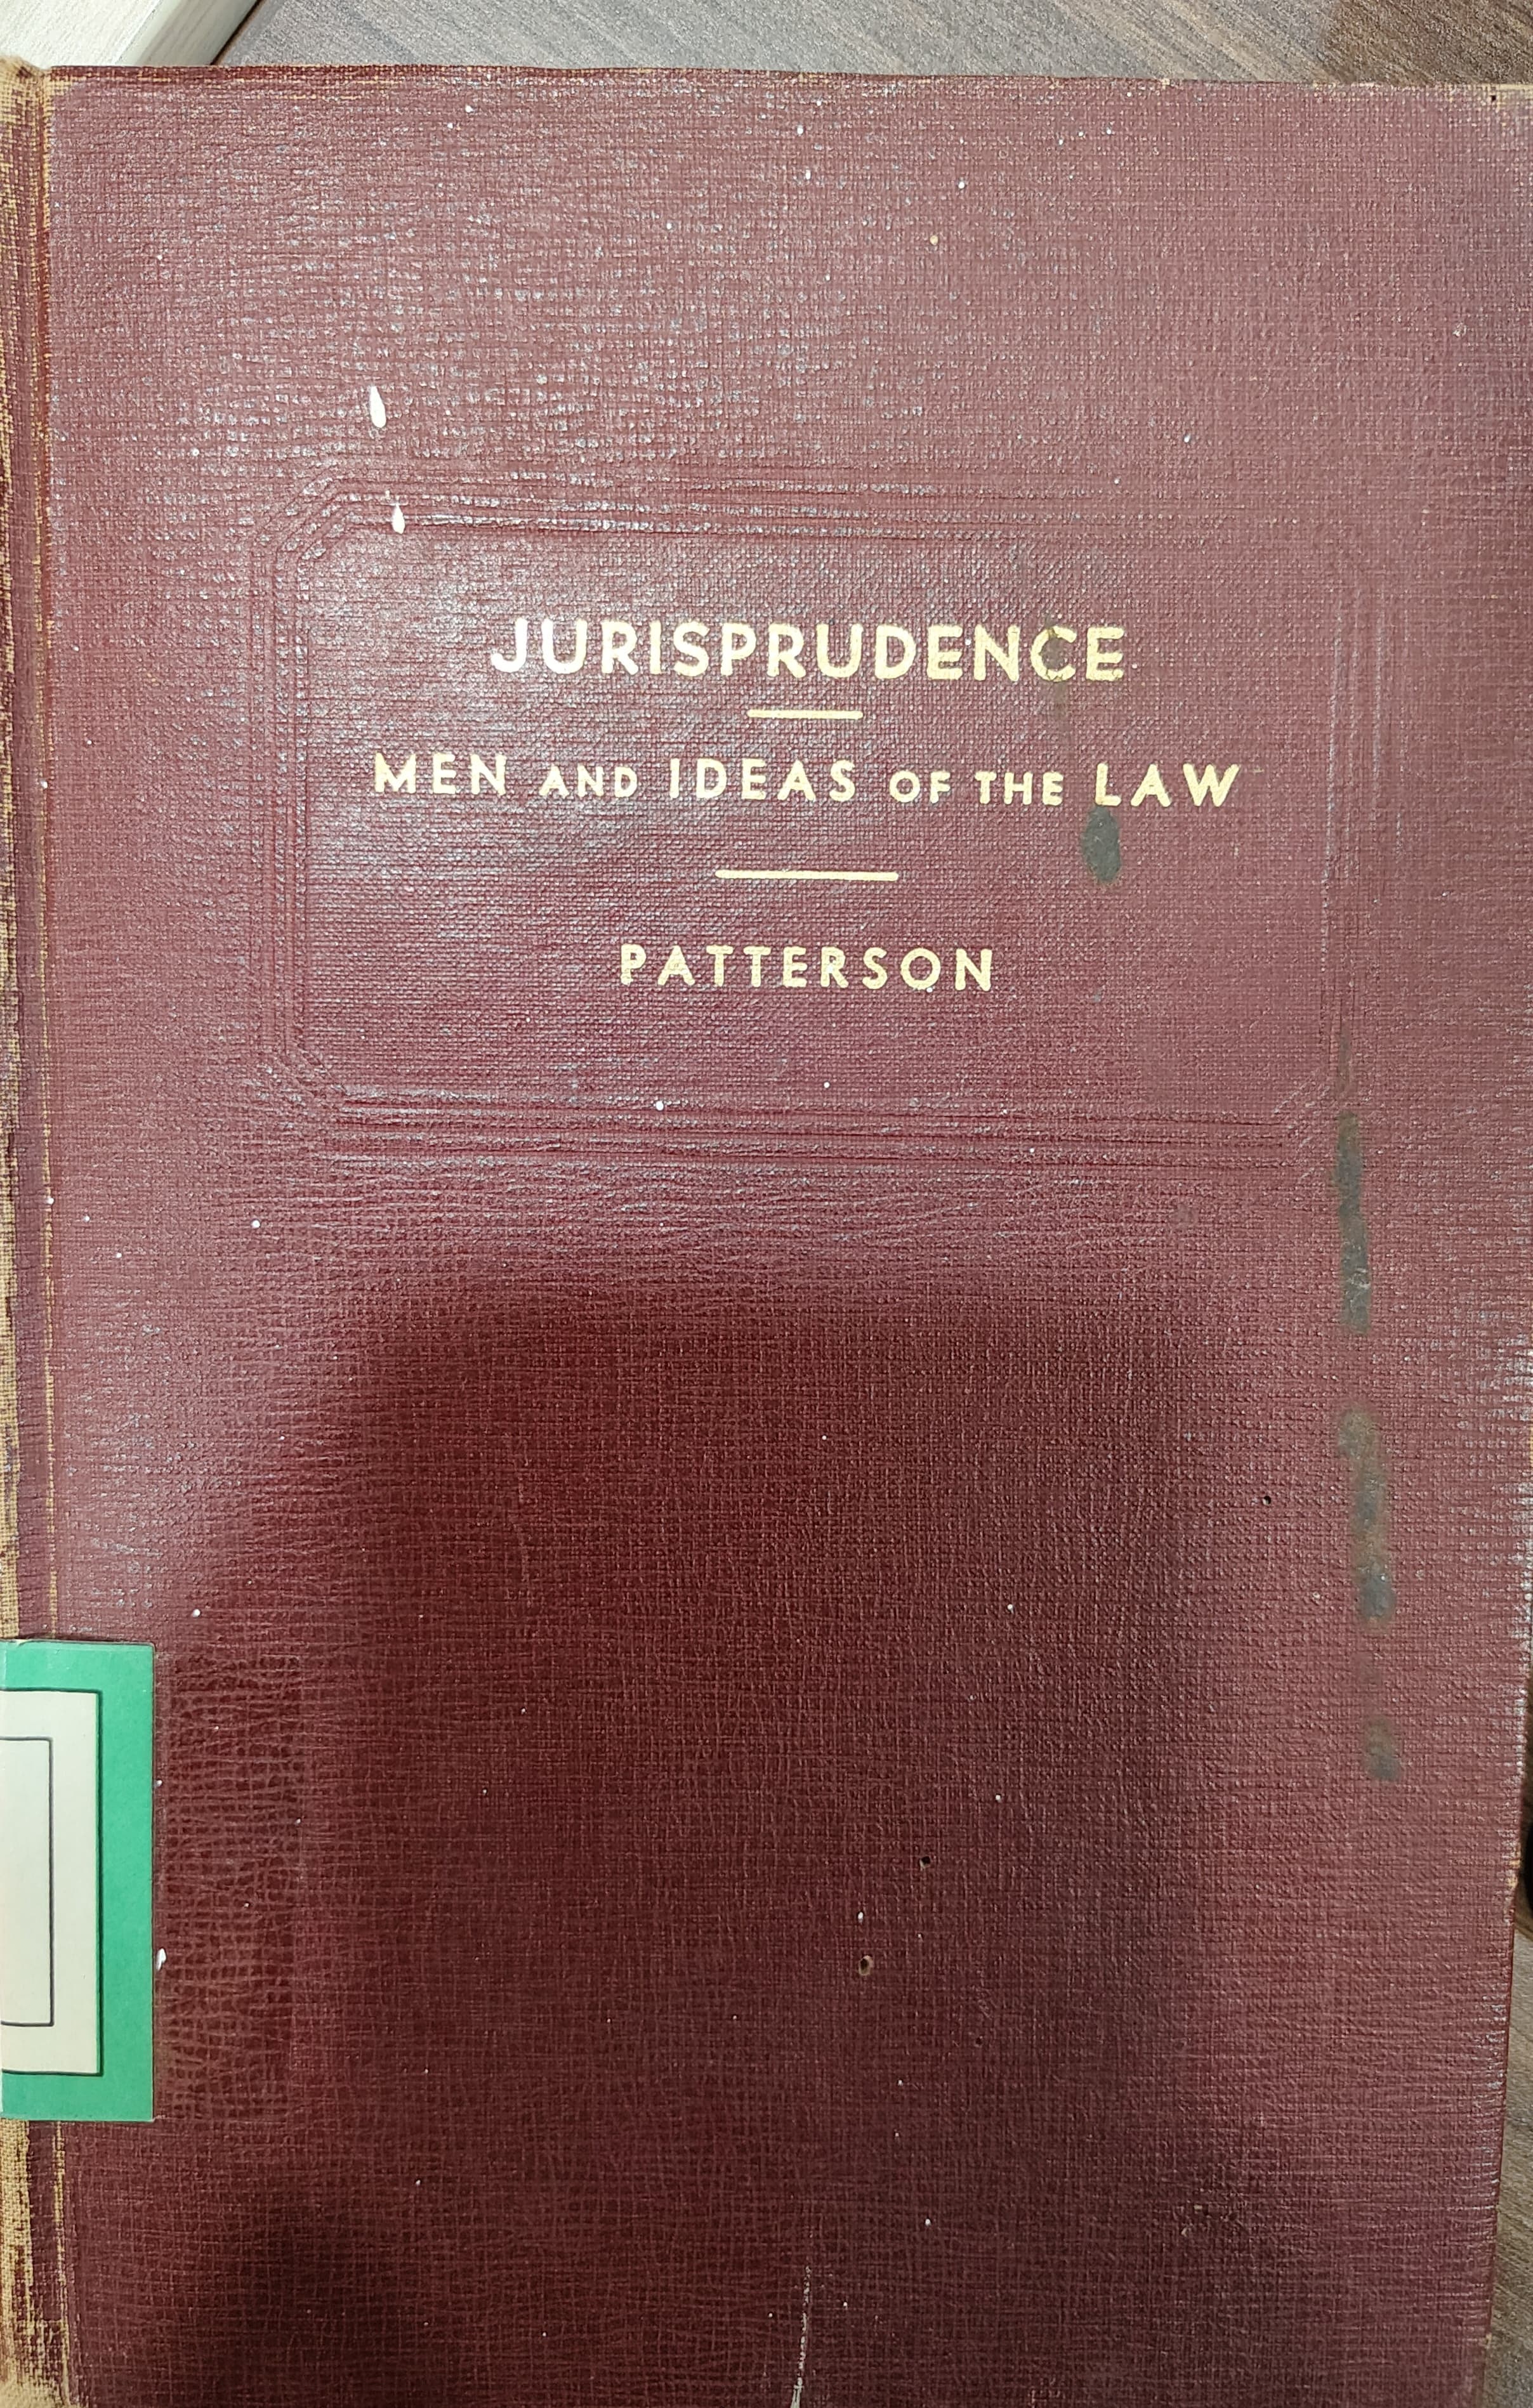 JURISPRUDENCE
MEN AND IDEAS OF THE LAW
PATTERSON